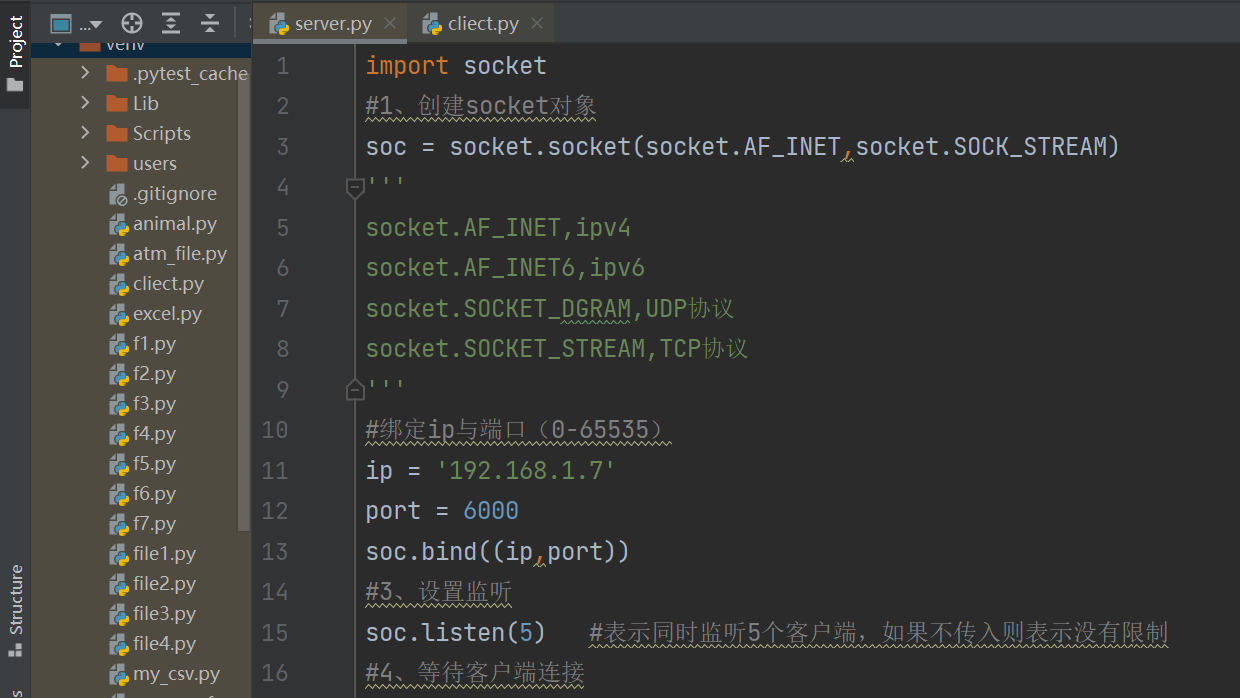 Project
...
server.py
cliect.py
venv
.pytest_cache
Lib
Scripts
users
.gitignore
animal.py
atm_file.py
cliect.py
excel.py
f1.py
f2.py
f3.py
f4.py
f5.py
f6.py
f7.py
file1.py
file2.py
file3.py
file4.py
my_csv.py
Structure
1 import socket
2 #1、创建socket对象
3 soc = socket.socket(socket.AF_INET,socket.SOCK_STREAM)
4 '''
5 socket.AF_INET,ipv4
6 socket.AF_INET6,ipv6
7 socket.SOCKET_DGRAM,UDP协议
8 socket.SOCKET_STREAM,TCP协议
9 '''
10 #绑定ip与端口（0-65535）
11 ip = '192.168.1.7'
12 port = 6000
13 soc.bind((ip,port))
14 #3、设置监听
15 soc.listen(5) #表示同时监听5个客户端，如果不传入则表示没有限制
16 #4、等待客户端连接